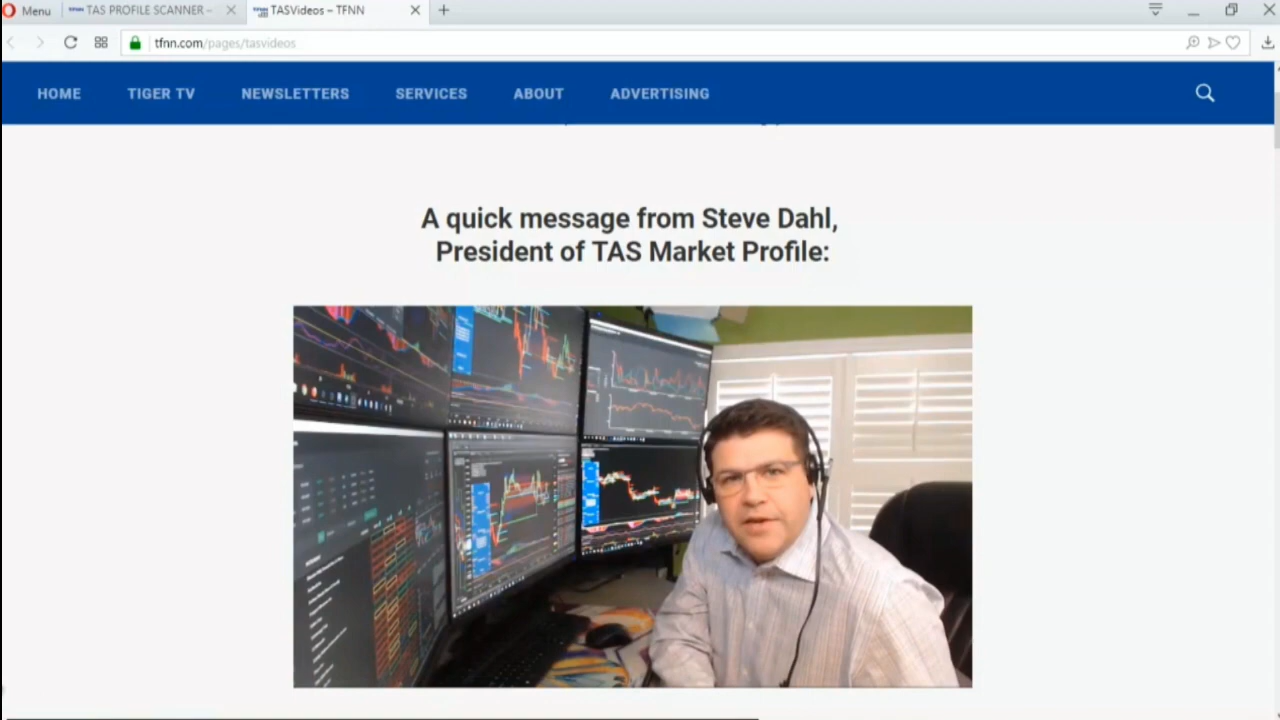 Menu
TAS PROFILE SCANNER –
TASVideos – TFNN
tfnn.com/pages/tasvideos
HOME
TIGER TV
NEWSLETTERS
SERVICES
ABOUT
ADVERTISING
A quick message from Steve Dahl,
President of TAS Market Profile: